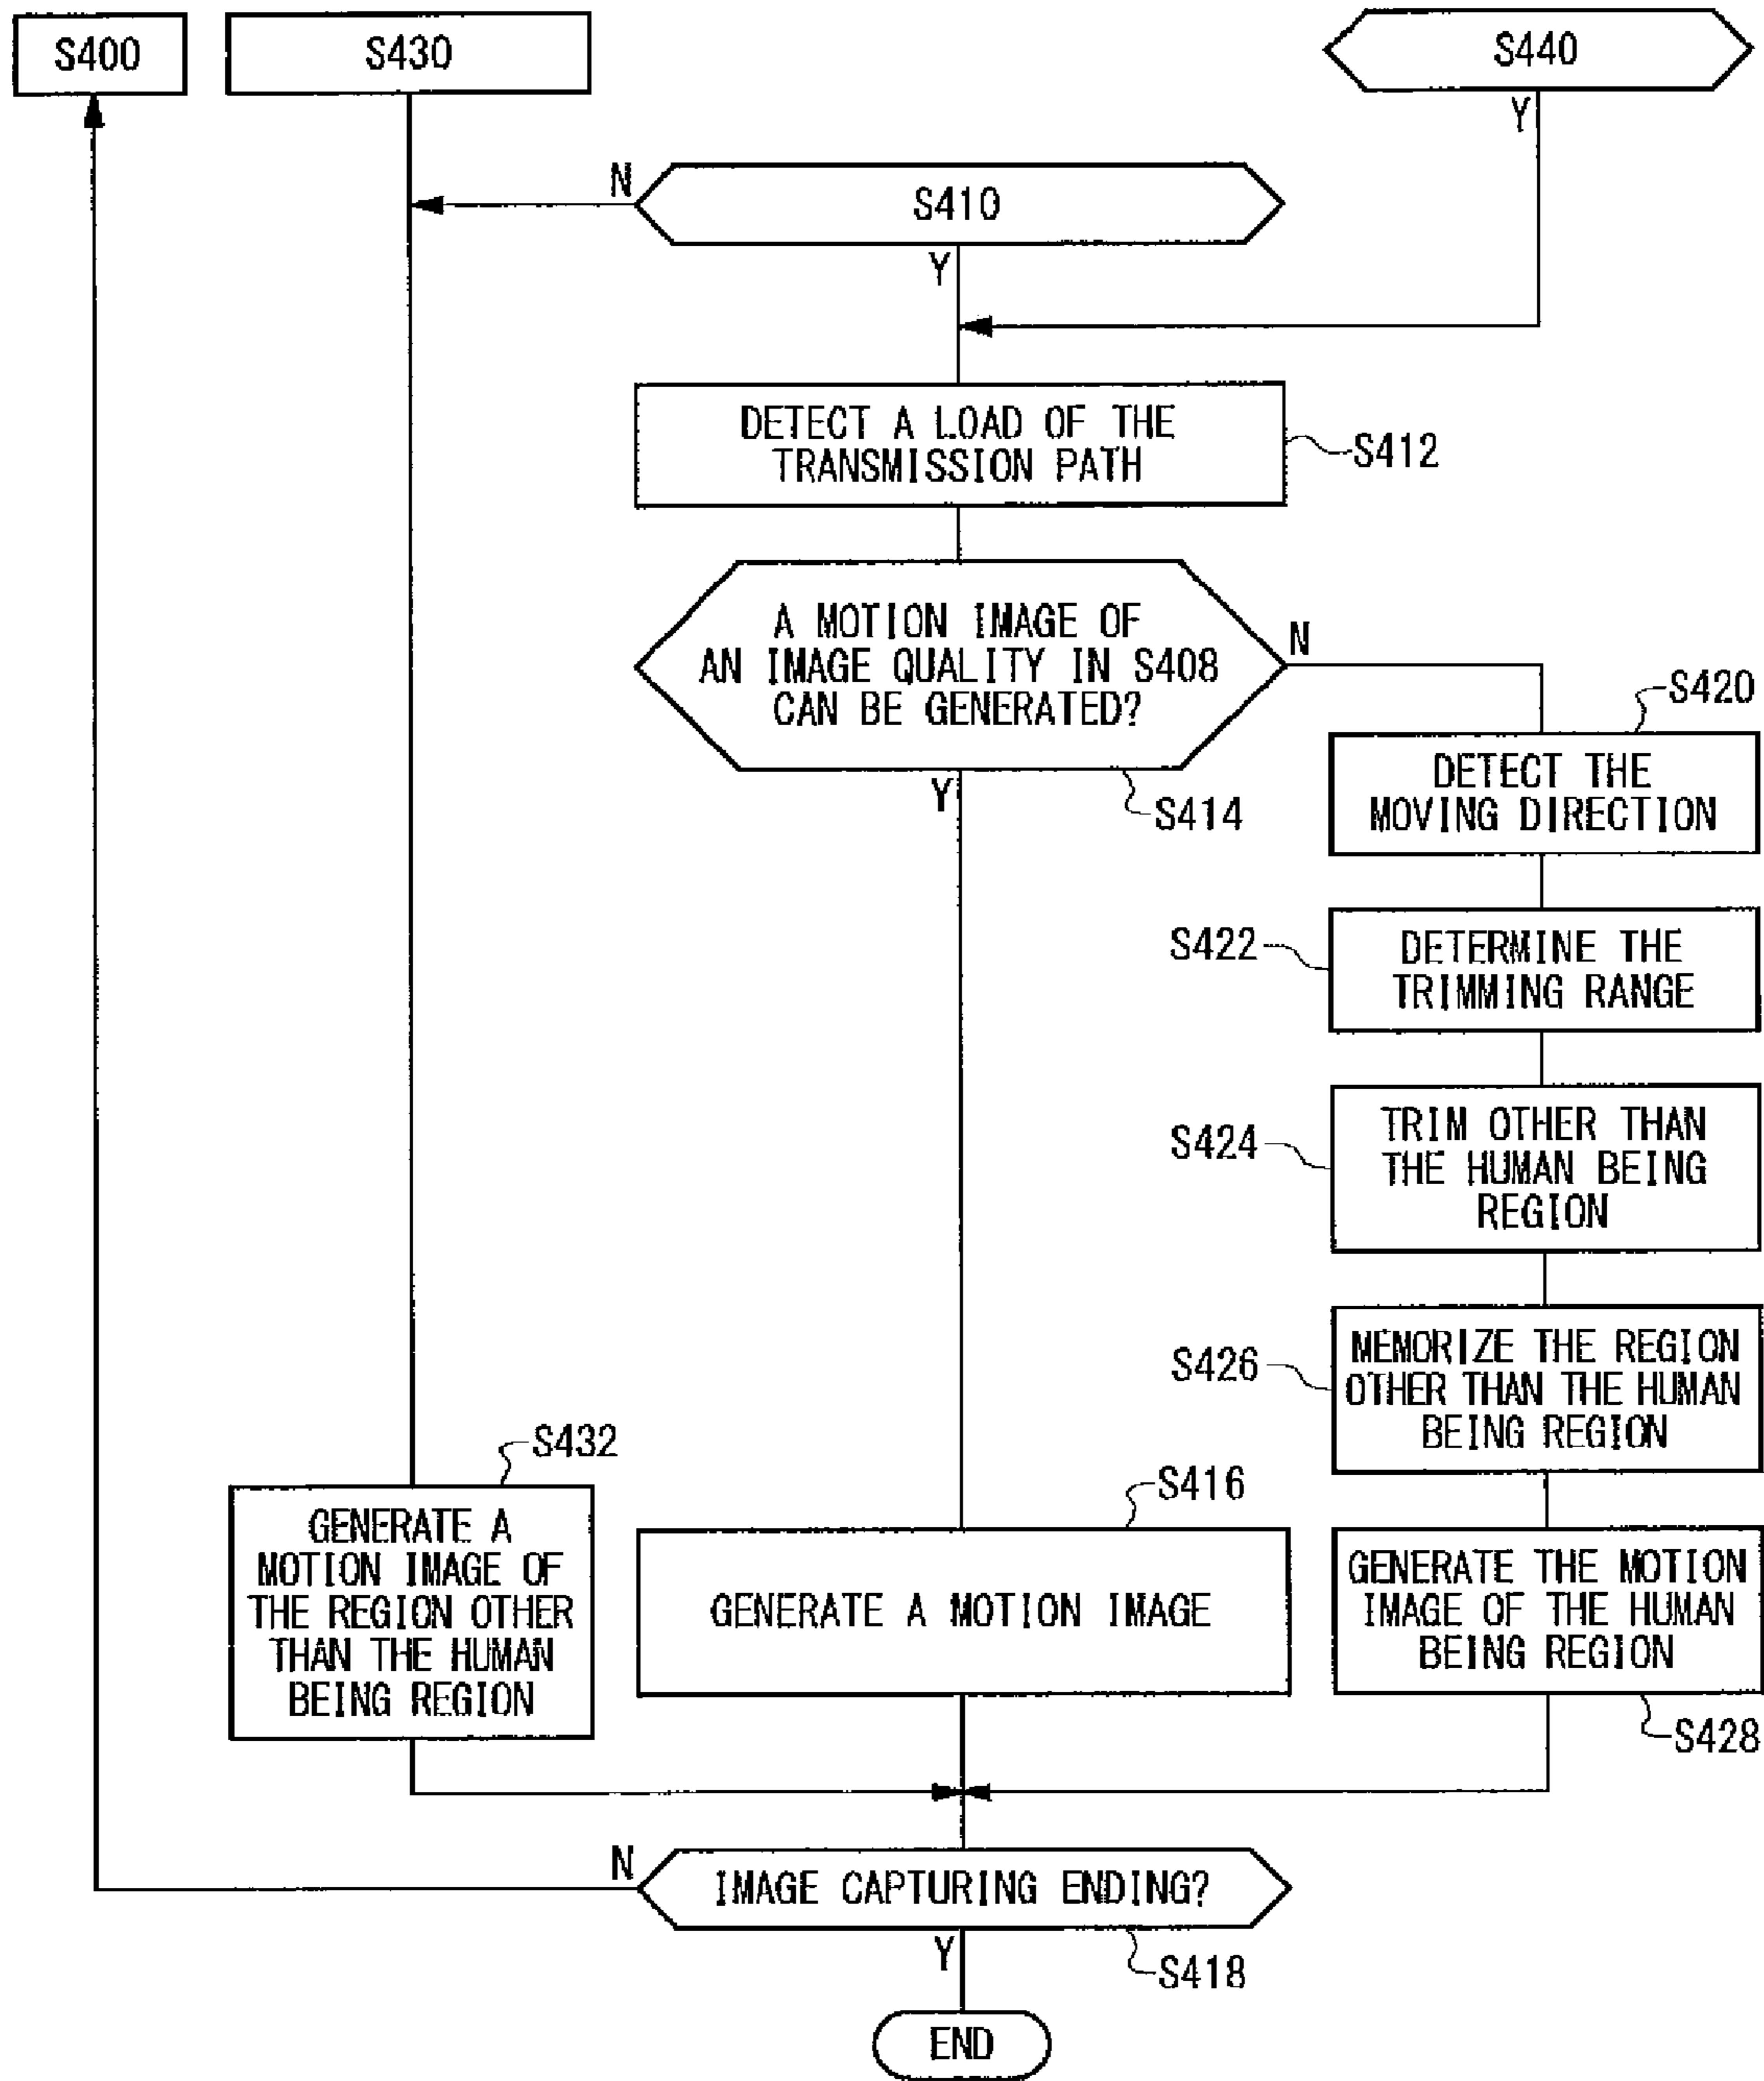 S400
S430
S440
Y
N
S410
Y
DETECT A LOAD OF THE
TRANSMISSION PATH
S412
A MOTION IMAGE OF
AN IMAGE QUALITY IN S408
CAN BE GENERATED?
N
Y
S414
S420
DETECT THE
MOVING DIRECTION
S422
DETERMINE THE
TRIMMING RANGE
S424
TRIM OTHER THAN
THE HUMAN BEING
REGION
S426
MEMORIZE THE REGION
OTHER THAN THE HUMAN
BEING REGION
S432
GENERATE A
MOTION IMAGE OF
THE REGION OTHER
THAN THE HUMAN
BEING REGION
S416
GENERATE A MOTION IMAGE
GENERATE THE MOTION
IMAGE OF THE HUMAN
BEING REGION
S428
N
IMAGE CAPTURING ENDING?
Y
S418
END